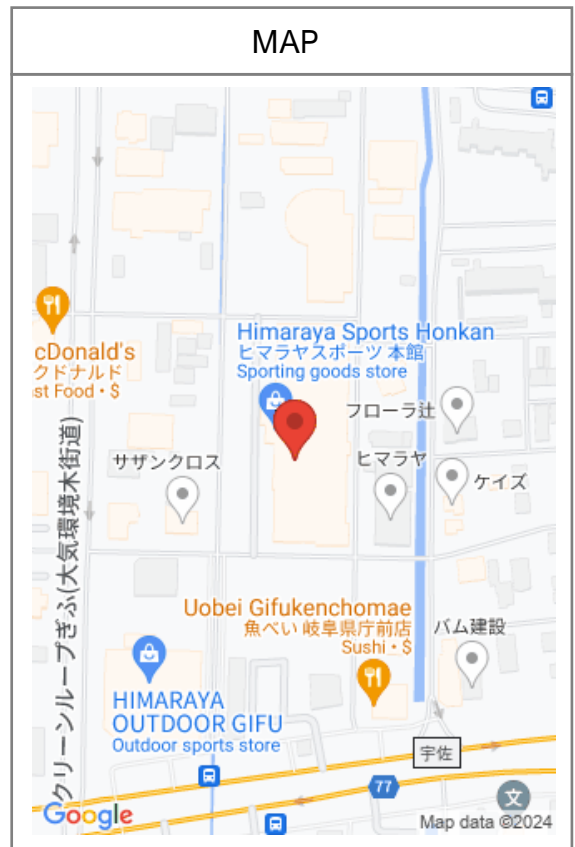 MAP
Himaraya Sports Honkan
ヒマラヤスポーツ 本館
Sporting goods store
cDonald's
クドナルド
st Food・$
フローラ辻
サザンクロス
ヒマラヤ
ケイズ
クリーンループぎふ(大気環境木街道)
Uobei Gifukenchomae
魚べい 岐阜県庁前店
Sushi・$
バム建設
HIMARAYA
OUTDOOR GIFU
Outdoor sports store
宇佐
77
文
Google
Map data ©2024